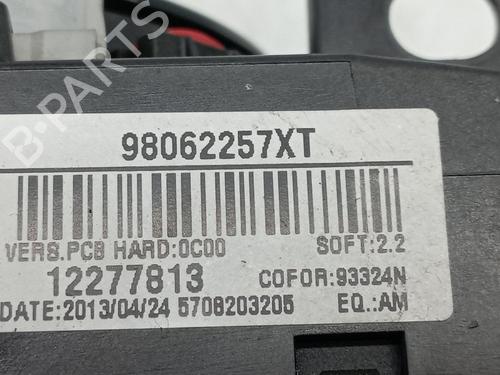 B-PARTS
98062257XT
VERS.PCB HARD:0C00 SOFT:2.2
12277813 COFOR:93324N
DATE:2013/04/24 5708203205 EQ.:AM